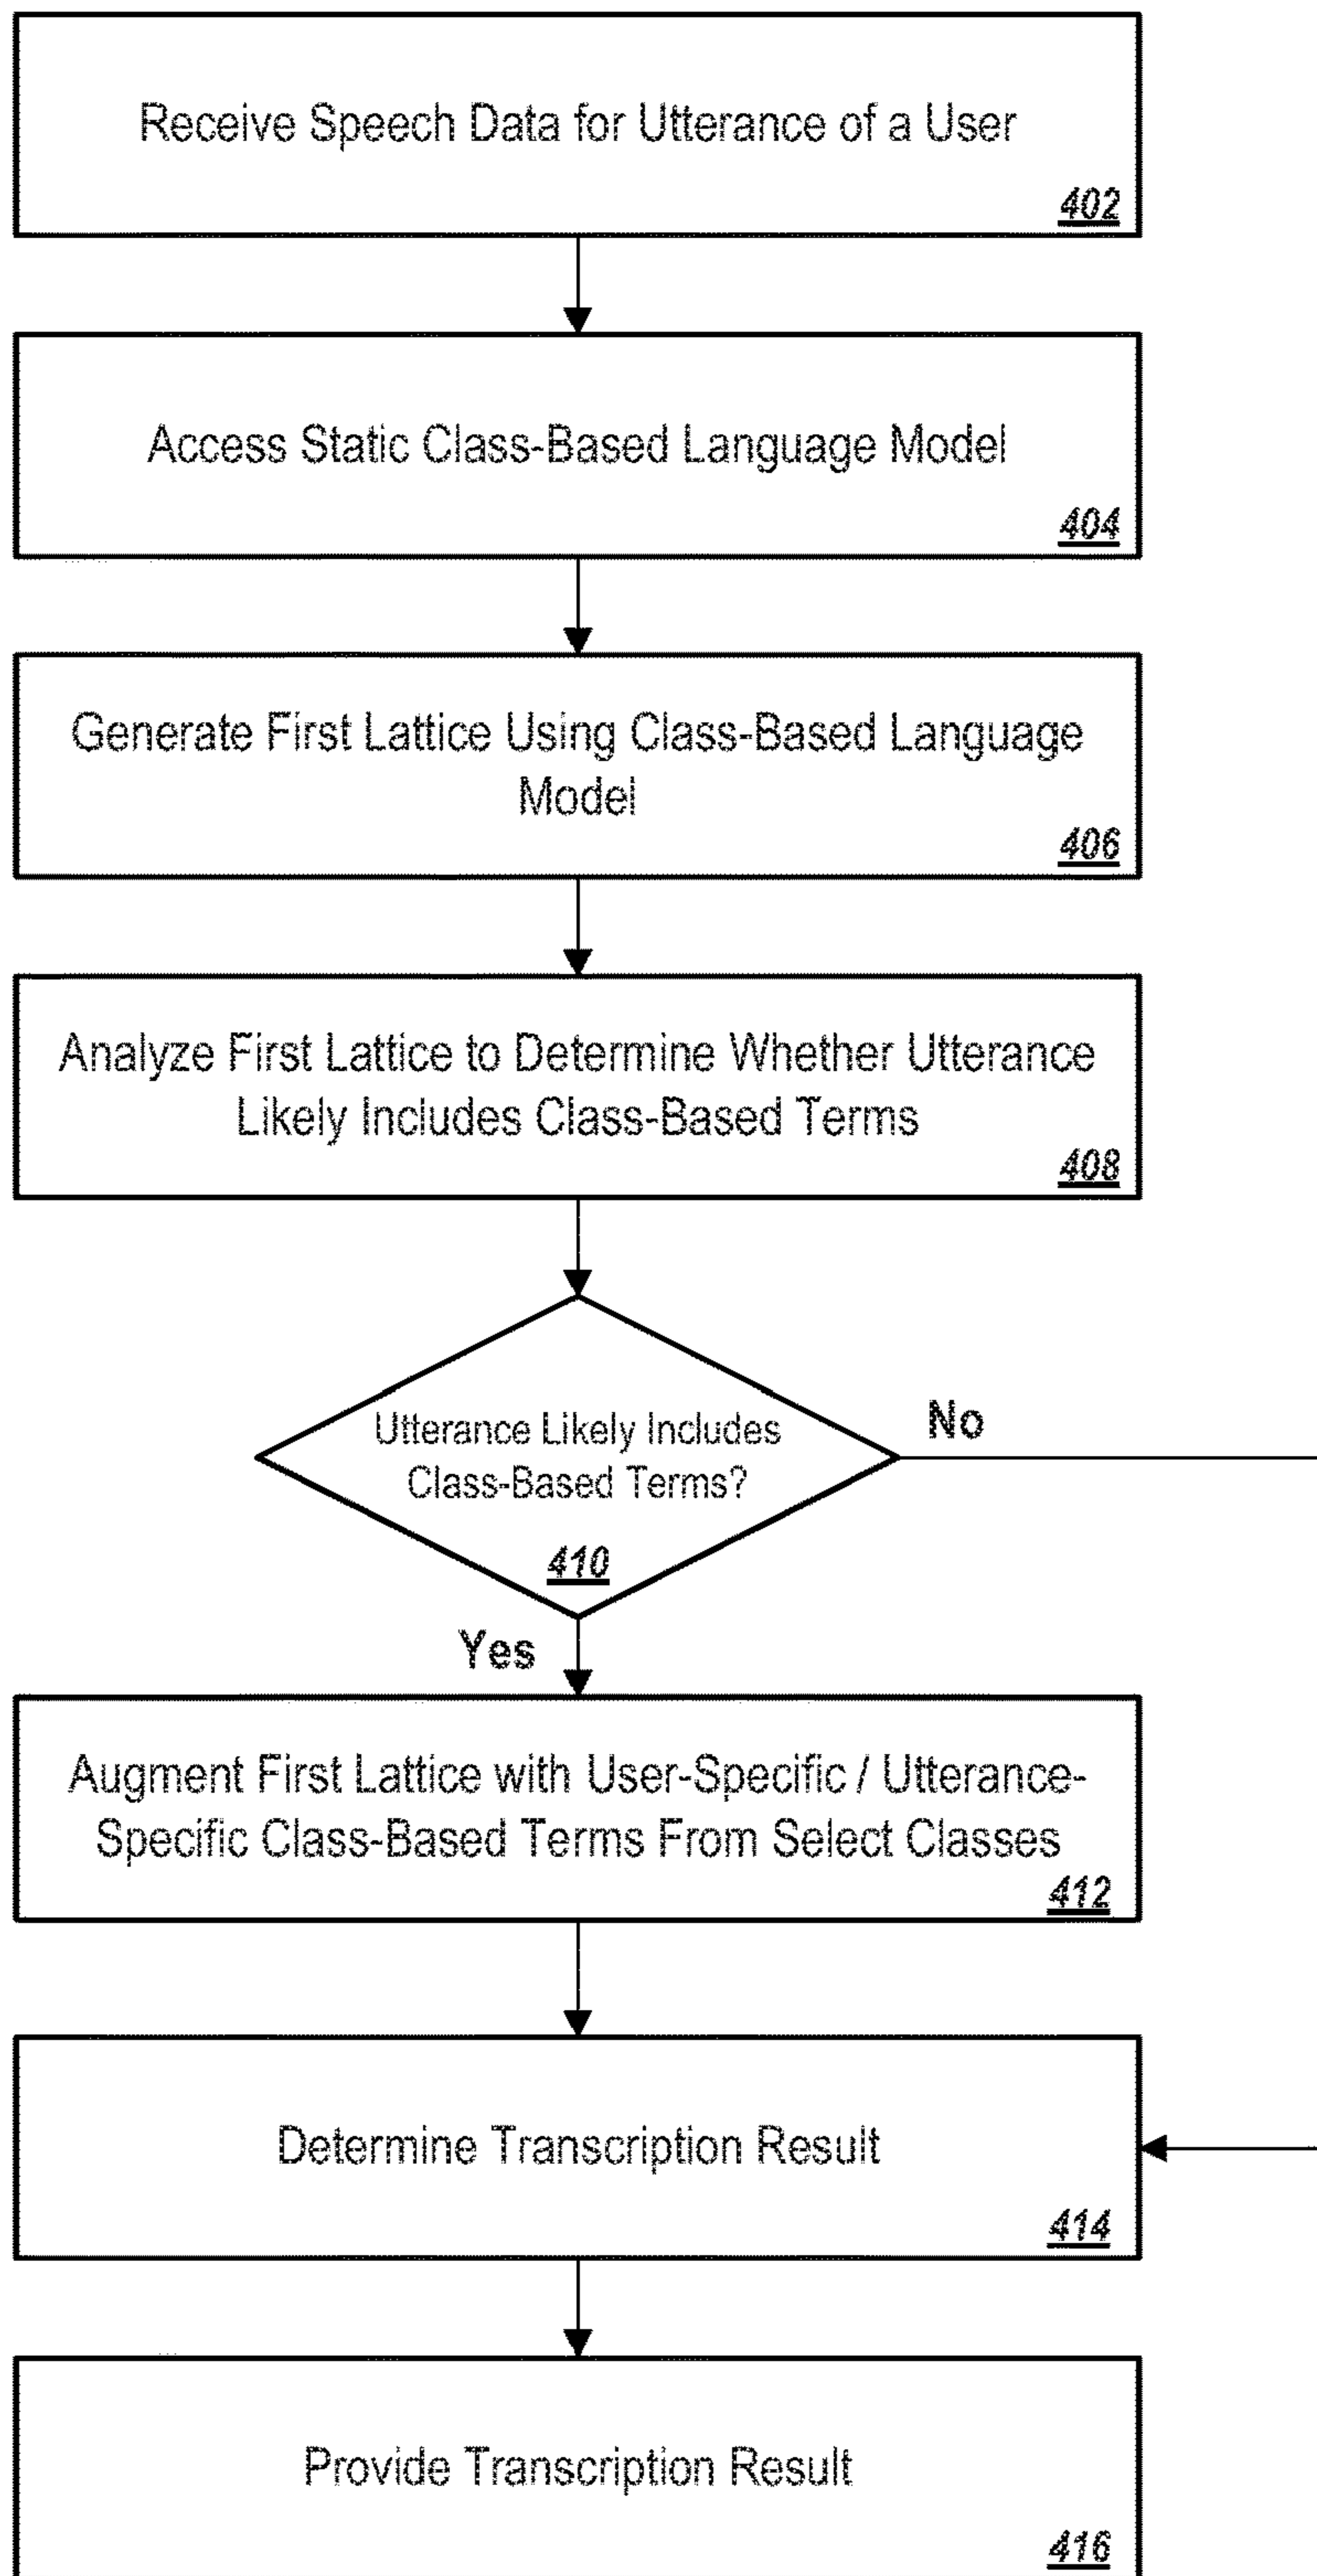 Receive Speech Data for Utterance of a User
402
Access Static Class-Based Language Model
404
Generate First Lattice Using Class-Based Language
Model
406
Analyze First Lattice to Determine Whether Utterance
Likely Includes Class-Based Terms
408
Utterance Likely Includes
Class-Based Terms?
410
No
Yes
Augment First Lattice with User-Specific / Utterance-
Specific Class-Based Terms From Select Classes
412
Determine Transcription Result
414
Provide Transcription Result
416